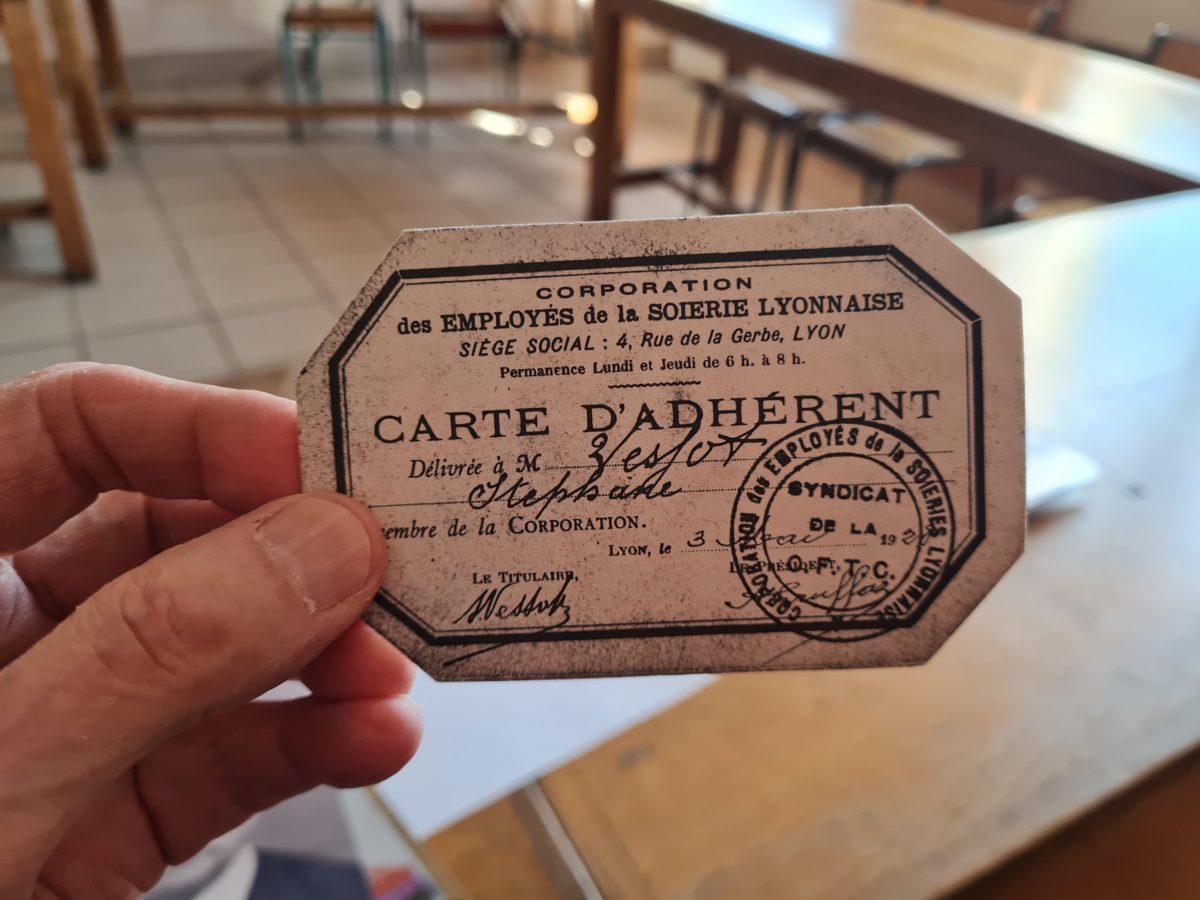 CORPORATION
des EMPLOYÉS de la SOIERIE LYONNAISE
SIÈGE SOCIAL : 4, Rue de la Gerbe, LYON
Permanence Lundi et Jeudi de 6 h. à 8 h.
CARTE D'ADHÉRENT
Délivrée à M
Stephane
membre de la CORPORATION.
LYON, le 3 Mai 19
LE TITULAIRE,
LE PRÉSIDENT,
CORPORATION des EMPLOYÉS de la SOIERIES LYONNAISE
SYNDICAT
DE LA
C. F. T. C.